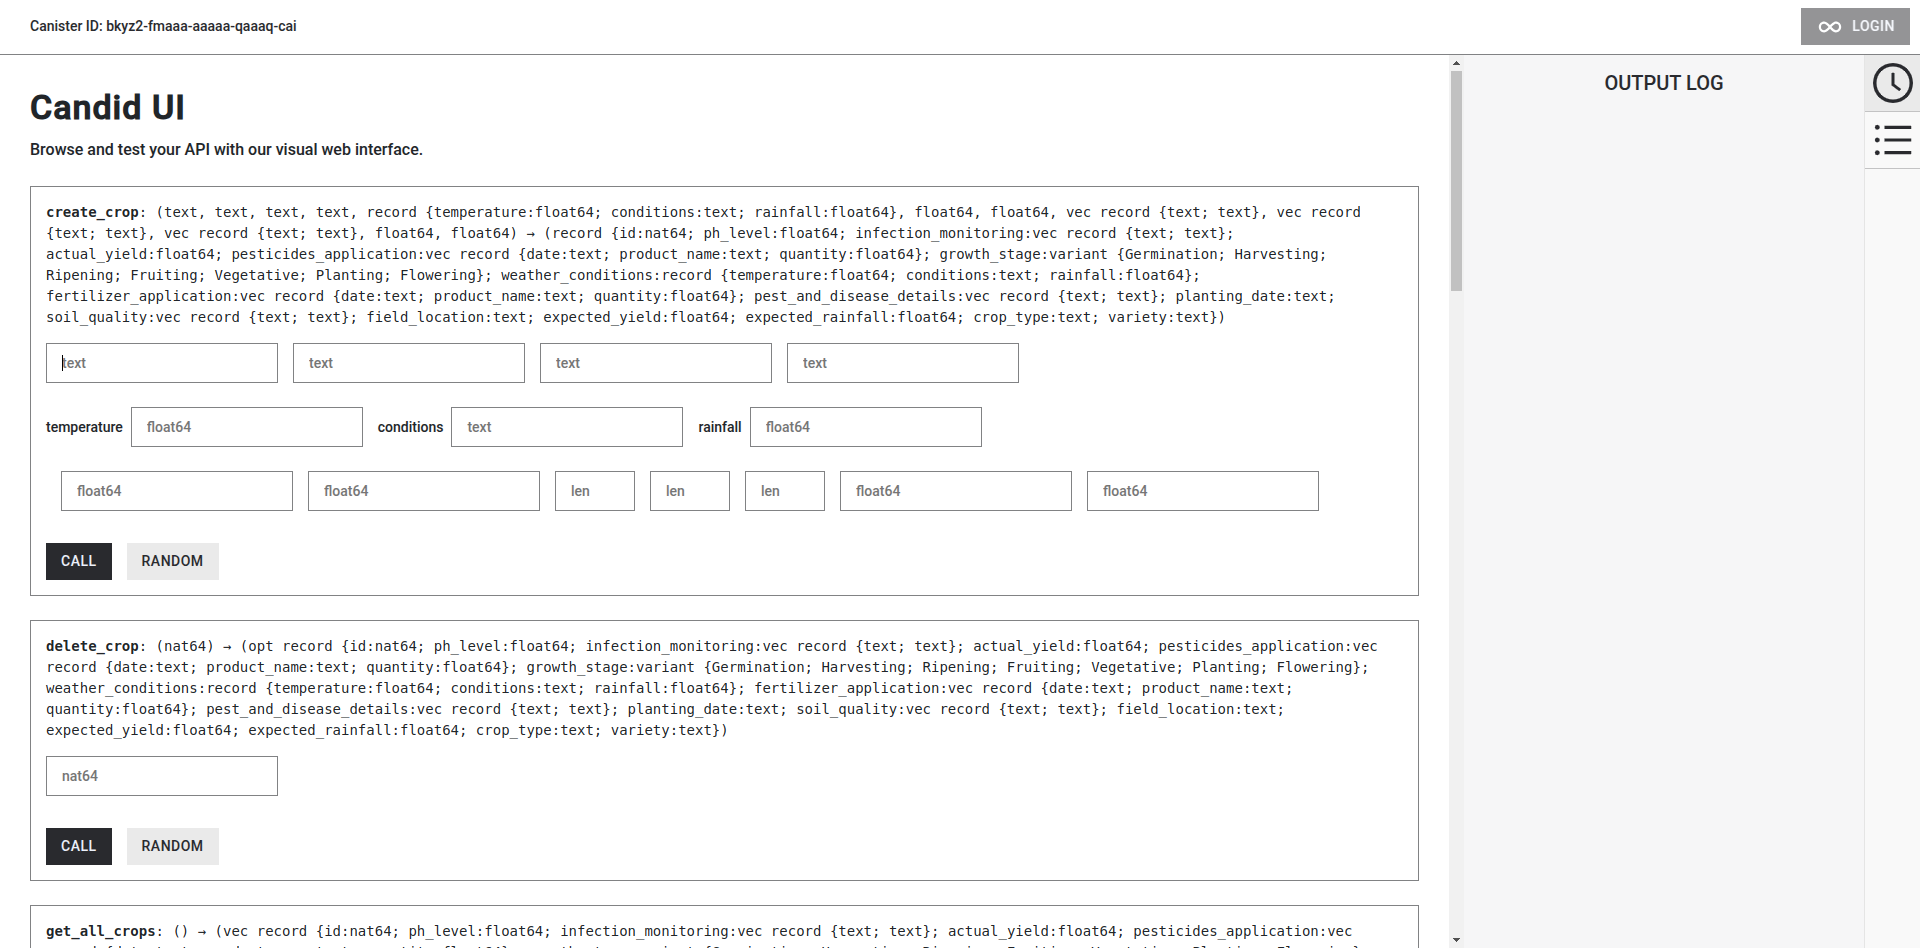 Canister ID: bkyz2-fmaaa-aaaaa-qaaaq-cai
LOGIN
Candid UI
Browse and test your API with our visual web interface.
create_crop: (text, text, text, text, record {temperature:float64; conditions:text; rainfall:float64}, float64, float64, vec record {text; text}, vec record
{text; text}, vec record {text; text}, float64, float64) → (record {id:nat64; ph_level:float64; infection_monitoring:vec record {text; text};
actual_yield:float64; pesticides_application:vec record {date:text; product_name:text; quantity:float64}; growth_stage:variant {Germination; Harvesting;
Ripening; Fruiting; Vegetative; Planting; Flowering}; weather_conditions:record {temperature:float64; conditions:text; rainfall:float64};
fertilizer_application:vec record {date:text; product_name:text; quantity:float64}; pest_and_disease_details:vec record {text; text}; planting_date:text;
soil_quality:vec record {text; text}; field_location:text; expected_yield:float64; expected_rainfall:float64; crop_type:text; variety:text})
text text text text
temperature float64 conditions text rainfall float64
float64 float64 len len len float64 float64
CALL RANDOM
delete_crop: (nat64) → (opt record {id:nat64; ph_level:float64; infection_monitoring:vec record {text; text}; actual_yield:float64; pesticides_application:vec
record {date:text; product_name:text; quantity:float64}; growth_stage:variant {Germination; Harvesting; Ripening; Fruiting; Vegetative; Planting; Flowering};
weather_conditions:record {temperature:float64; conditions:text; rainfall:float64}; fertilizer_application:vec record {date:text; product_name:text;
quantity:float64}; pest_and_disease_details:vec record {text; text}; planting_date:text; soil_quality:vec record {text; text}; field_location:text;
expected_yield:float64; expected_rainfall:float64; crop_type:text; variety:text})
nat64
CALL RANDOM
get_all_crops: () → (vec record {id:nat64; ph_level:float64; infection_monitoring:vec record {text; text}; actual_yield:float64; pesticides_application:vec
OUTPUT LOG